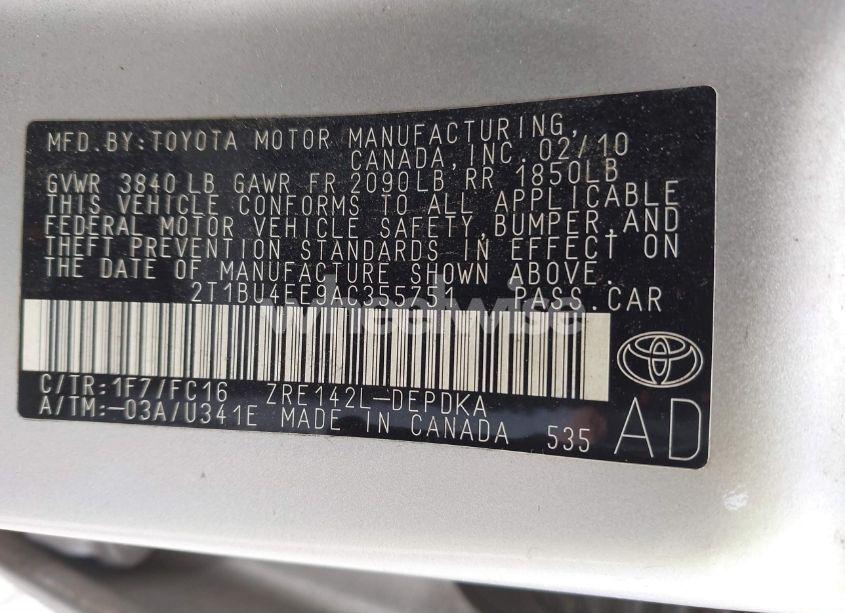 MFD.BY:TOYOTA MOTOR MANUFACTURING,
CANADA, INC. 02/10
GVWR 3840 LB GAWR FR 2090LB RR 1850LB
THIS VEHICLE CONFORMS TO ALL APPLICABLE
FEDERAL MOTOR VEHICLE SAFETY,BUMPER,AND
THEFT PREVENTION STANDARDS IN EFFECT ON
THE DATE OF MANUFACTURE SHOWN ABOVE.
2T1BU4EE9AC355751 PASS.CAR
wheelwise
C/TR:1F7/FC16 ZRE142L-DEPDKA
A/TM:-03A/U341E MADE IN CANADA 535
AD